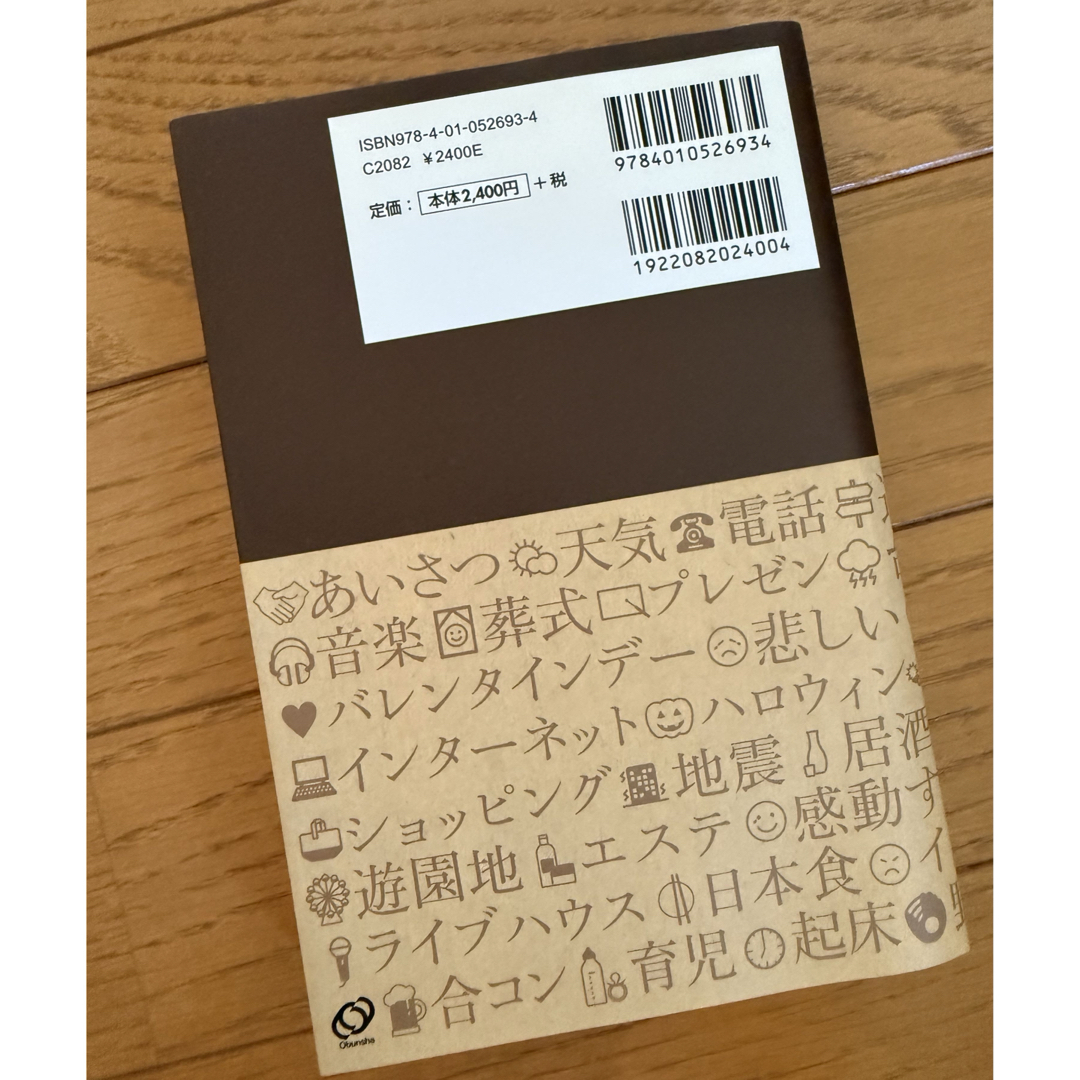 ISBN978-4-01-052693-4
C2082 ¥2400E
定価：本体2,400円+税
9784010526934
1922082024004
あいさつ 天気 電話
音楽 葬式 プレゼン
バレンタインデー 悲しい
インターネット ハロウィン
ショッピング 地震 居酒
遊園地 エステ 感動す
ライブハウス 日本食 イ
合コン 育児 起床 野
Obunsha